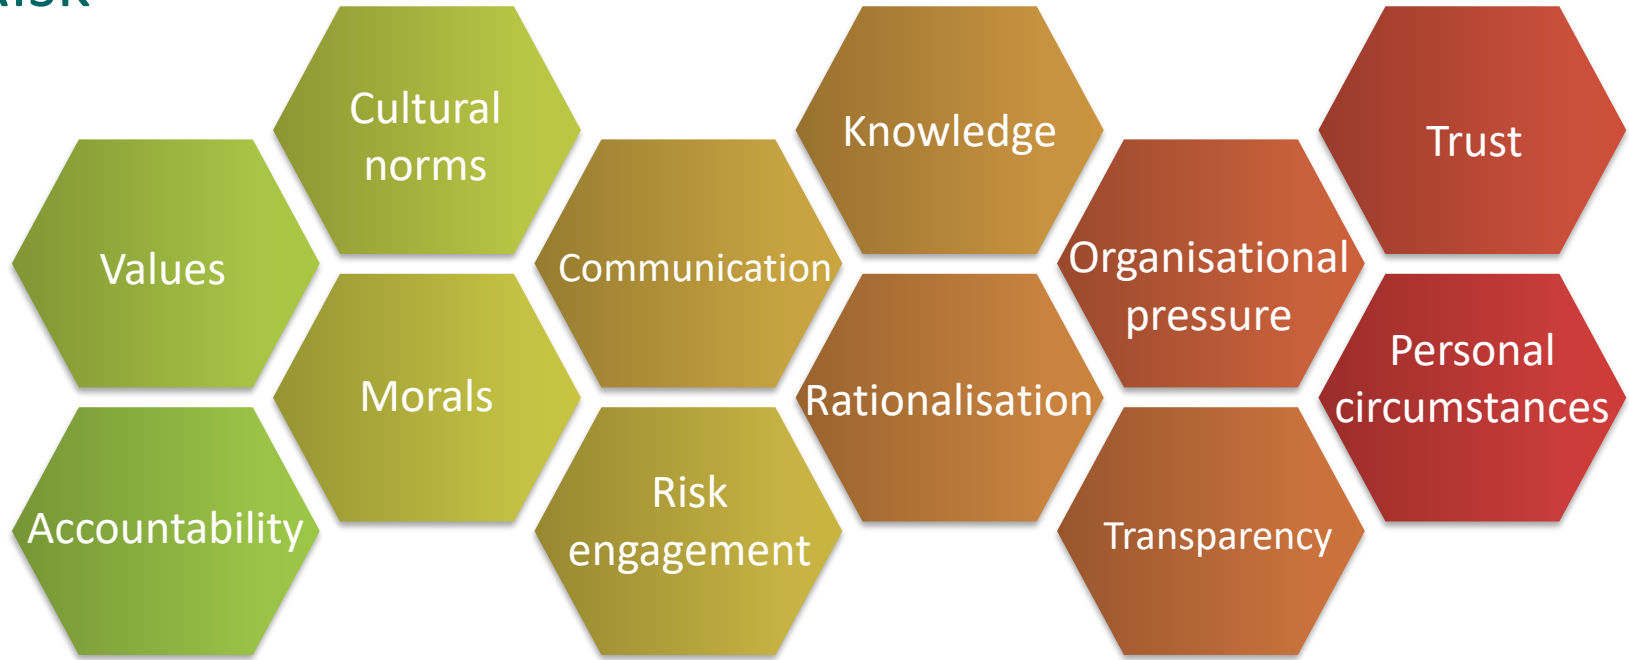 Cultural
norms
Knowledge
Trust
Values
Communication
Organisational
pressure
Morals
Rationalisation
Personal
circumstances
Accountability
Risk
engagement
Transparency